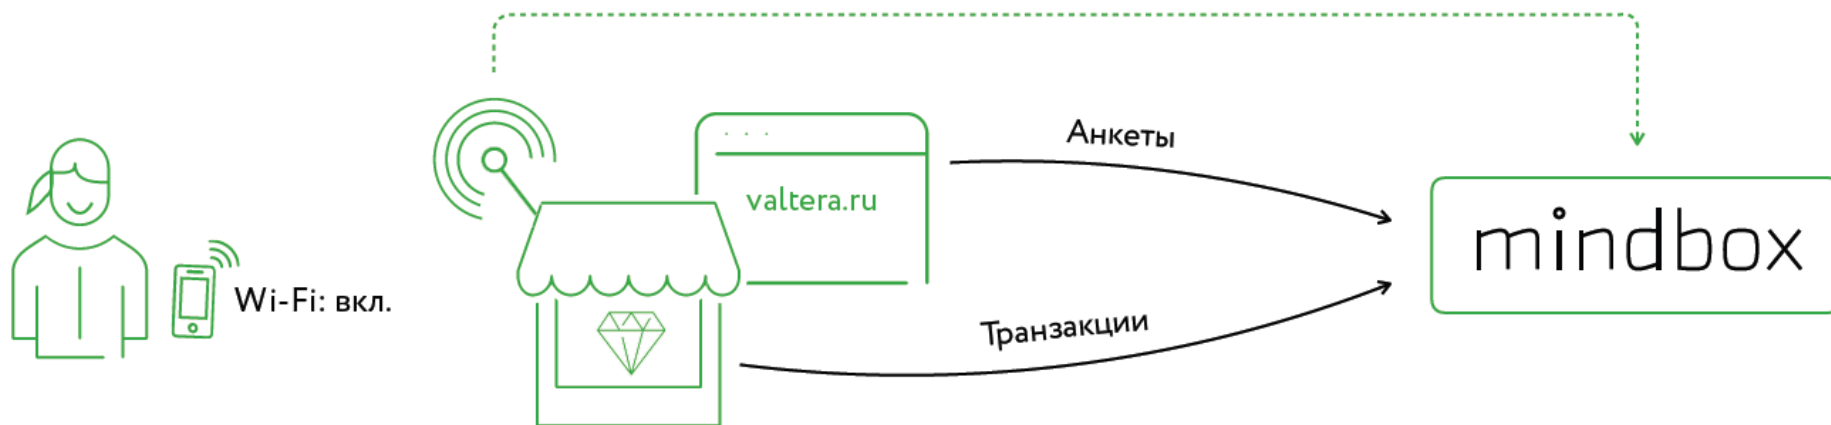 Анкеты
valtera.ru
mindbox
Wi-Fi: вкл.
Транзакции